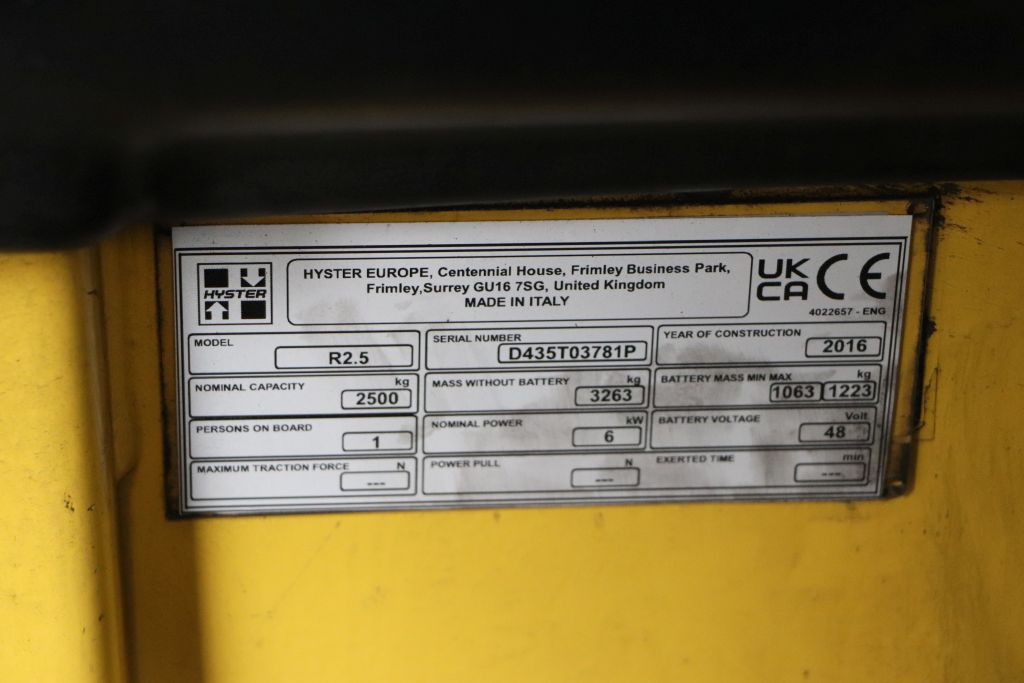 HYSTER
HYSTER EUROPE, Centennial House, Frimley Business Park,
Frimley,Surrey GU16 7SG, United Kingdom
MADE IN ITALY
UK
CA
CE
4022657 - ENG
MODEL
R2.5
SERIAL NUMBER
D435T03781P
YEAR OF CONSTRUCTION
2016
NOMINAL CAPACITY
kg
2500
MASS WITHOUT BATTERY
kg
3263
BATTERY MASS MIN MAX
kg
1063 1223
PERSONS ON BOARD
1
NOMINAL POWER
kW
6
BATTERY VOLTAGE
Volt
48
MAXIMUM TRACTION FORCE
N
---
POWER PULL
N
---
EXERTED TIME
min
---